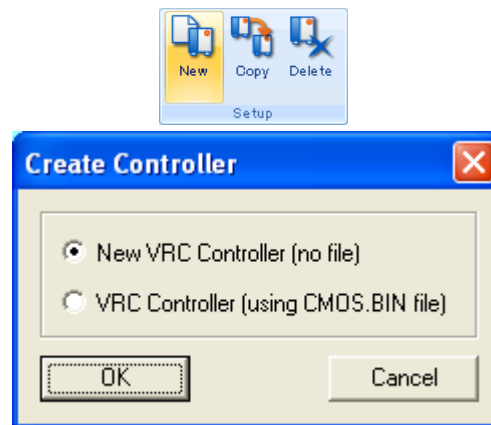 New Copy Delete
Setup
Create Controller
New VRC Controller (no file)
VRC Controller (using CMOS.BIN file)
OK Cancel